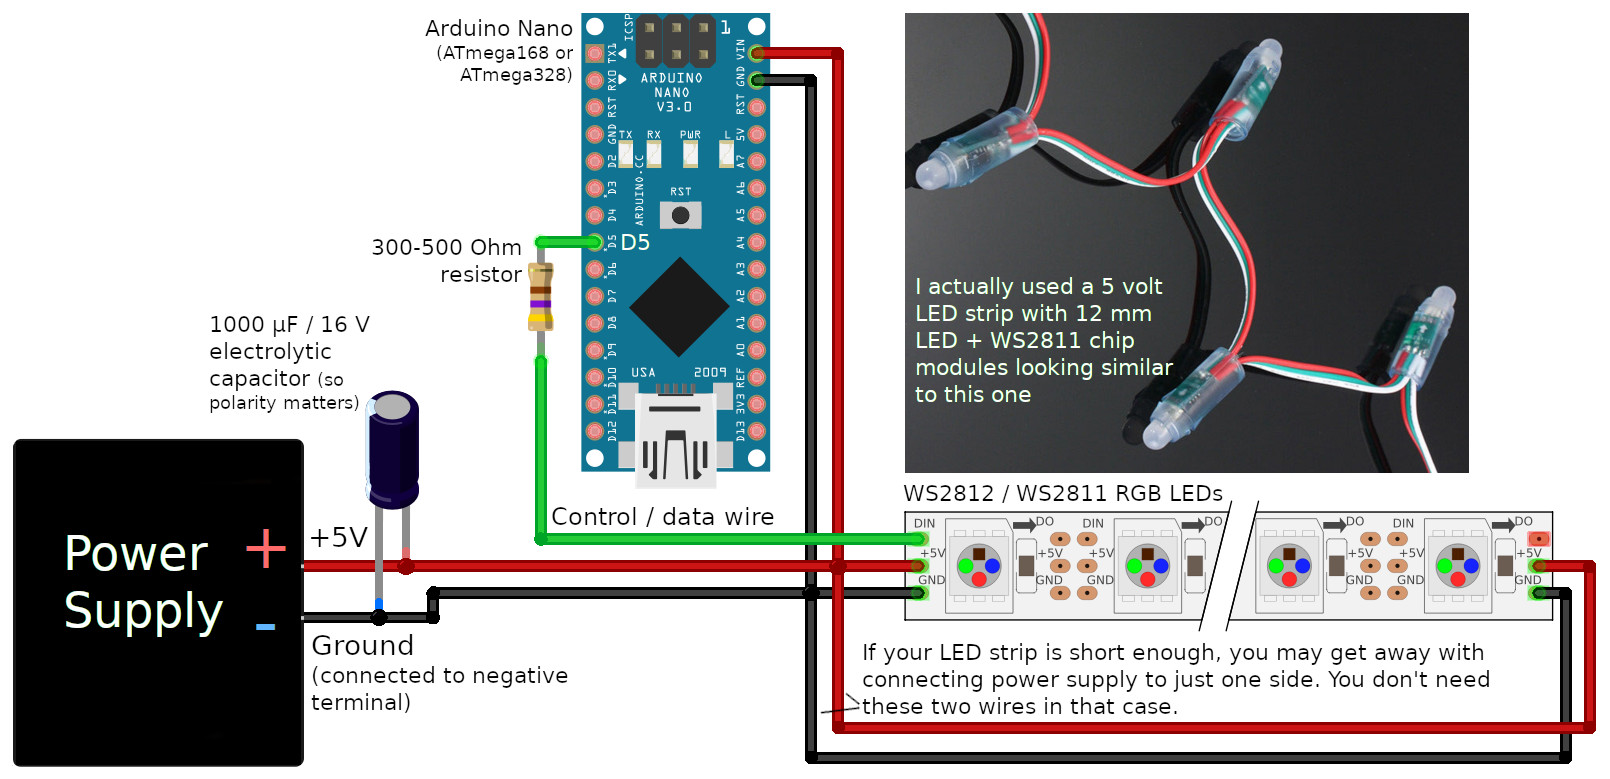 Arduino Nano
(ATmega168 or
ATmega328)
ICSP
1
TX1
RX0
RST
GND
D2
D3
D4
D5
D6
D7
D8
D9
D10
D11
D12
VIN
GND
RST
5V
A7
A6
A5
A4
A3
A2
A1
A0
REF
3V3
D13
ARDUINO
NANO
V3.0
TX RX PWR L
ARDUINO.CC
RST
D5
USA 2009
300-500 Ohm
resistor
1000 µF / 16 V
electrolytic
capacitor (so
polarity matters)
I actually used a 5 volt
LED strip with 12 mm
LED + WS2811 chip
modules looking similar
to this one
Power
Supply
+
-
+5V
Ground
(connected to negative
terminal)
Control / data wire
WS2812 / WS2811 RGB LEDs
DIN DO DIN DO DO DIN DO
+5V +5V +5V +5V +5V +5V
GND GND GND GND GND GND
If your LED strip is short enough, you may get away with
connecting power supply to just one side. You don't need
these two wires in that case.